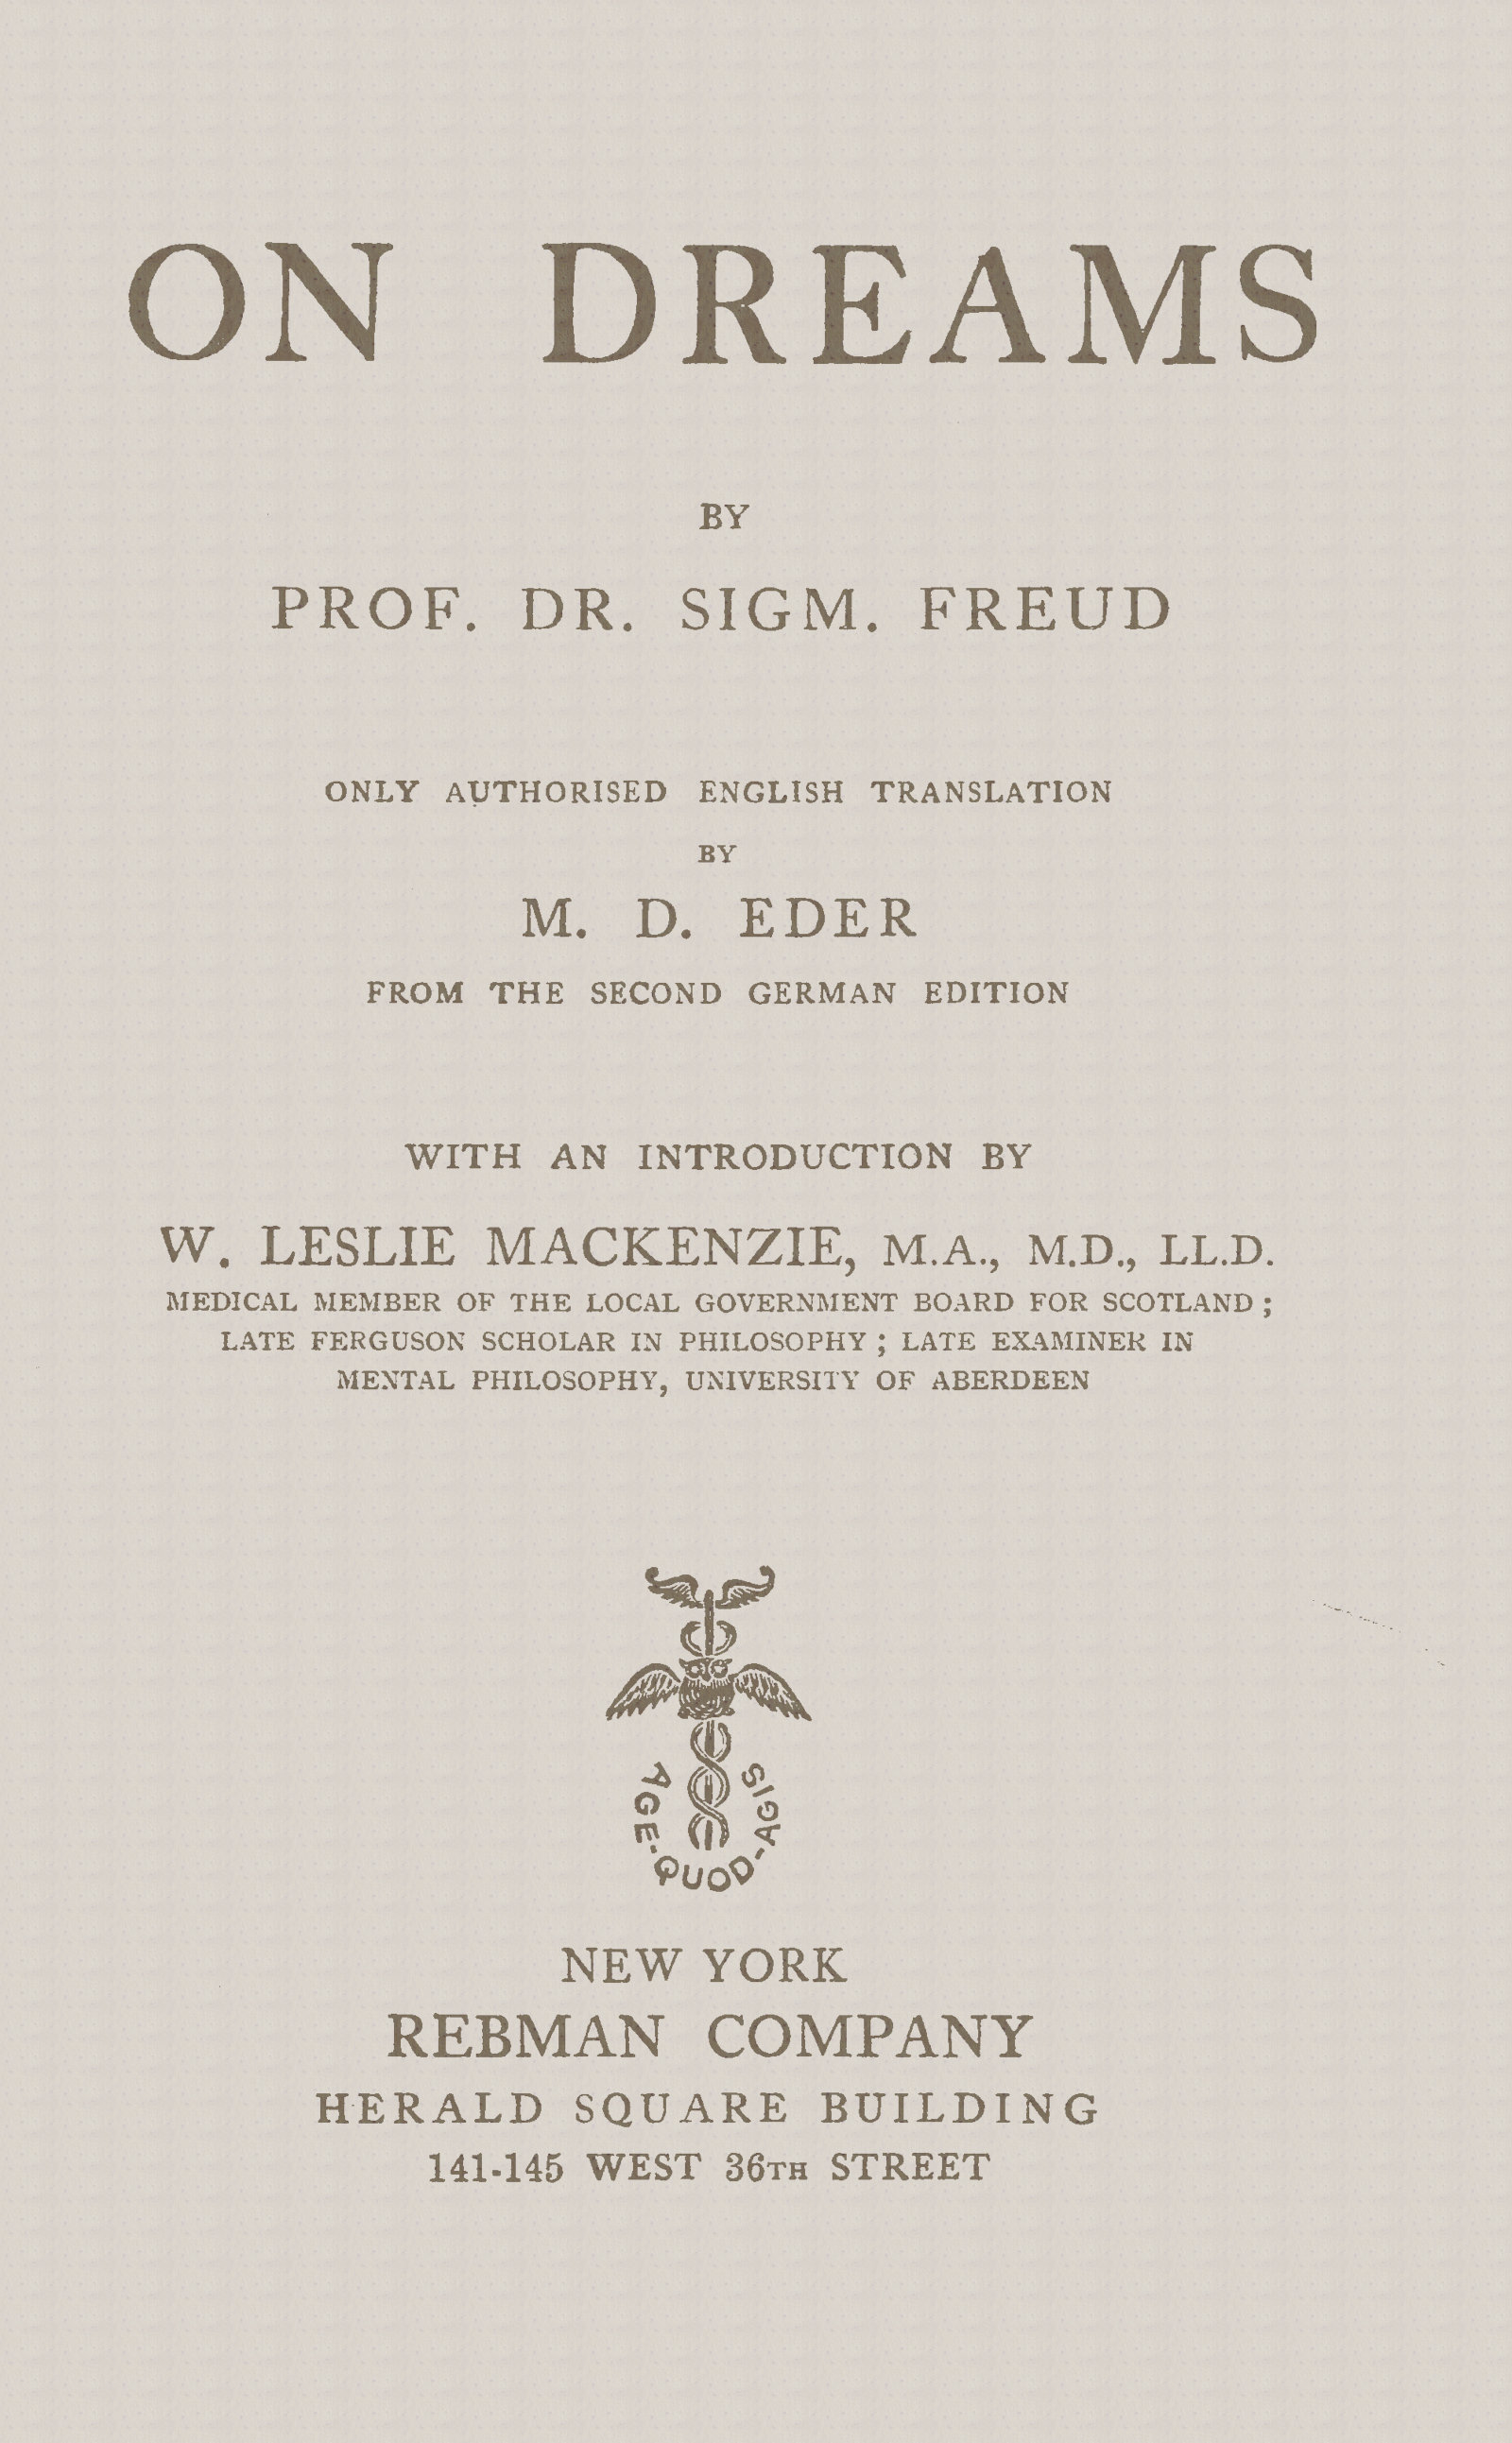 ON DREAMS
BY
PROF. DR. SIGM. FREUD
ONLY AUTHORISED ENGLISH TRANSLATION
BY
M. D. EDER
FROM THE SECOND GERMAN EDITION
WITH AN INTRODUCTION BY
W. LESLIE MACKENZIE, M.A., M.D., LL.D.
MEDICAL MEMBER OF THE LOCAL GOVERNMENT BOARD FOR SCOTLAND;
LATE FERGUSON SCHOLAR IN PHILOSOPHY; LATE EXAMINER IN
MENTAL PHILOSOPHY, UNIVERSITY OF ABERDEEN
AGE-QUOD-AGIS
NEW YORK
REBMAN COMPANY
HERALD SQUARE BUILDING
141-145 WEST 36TH STREET